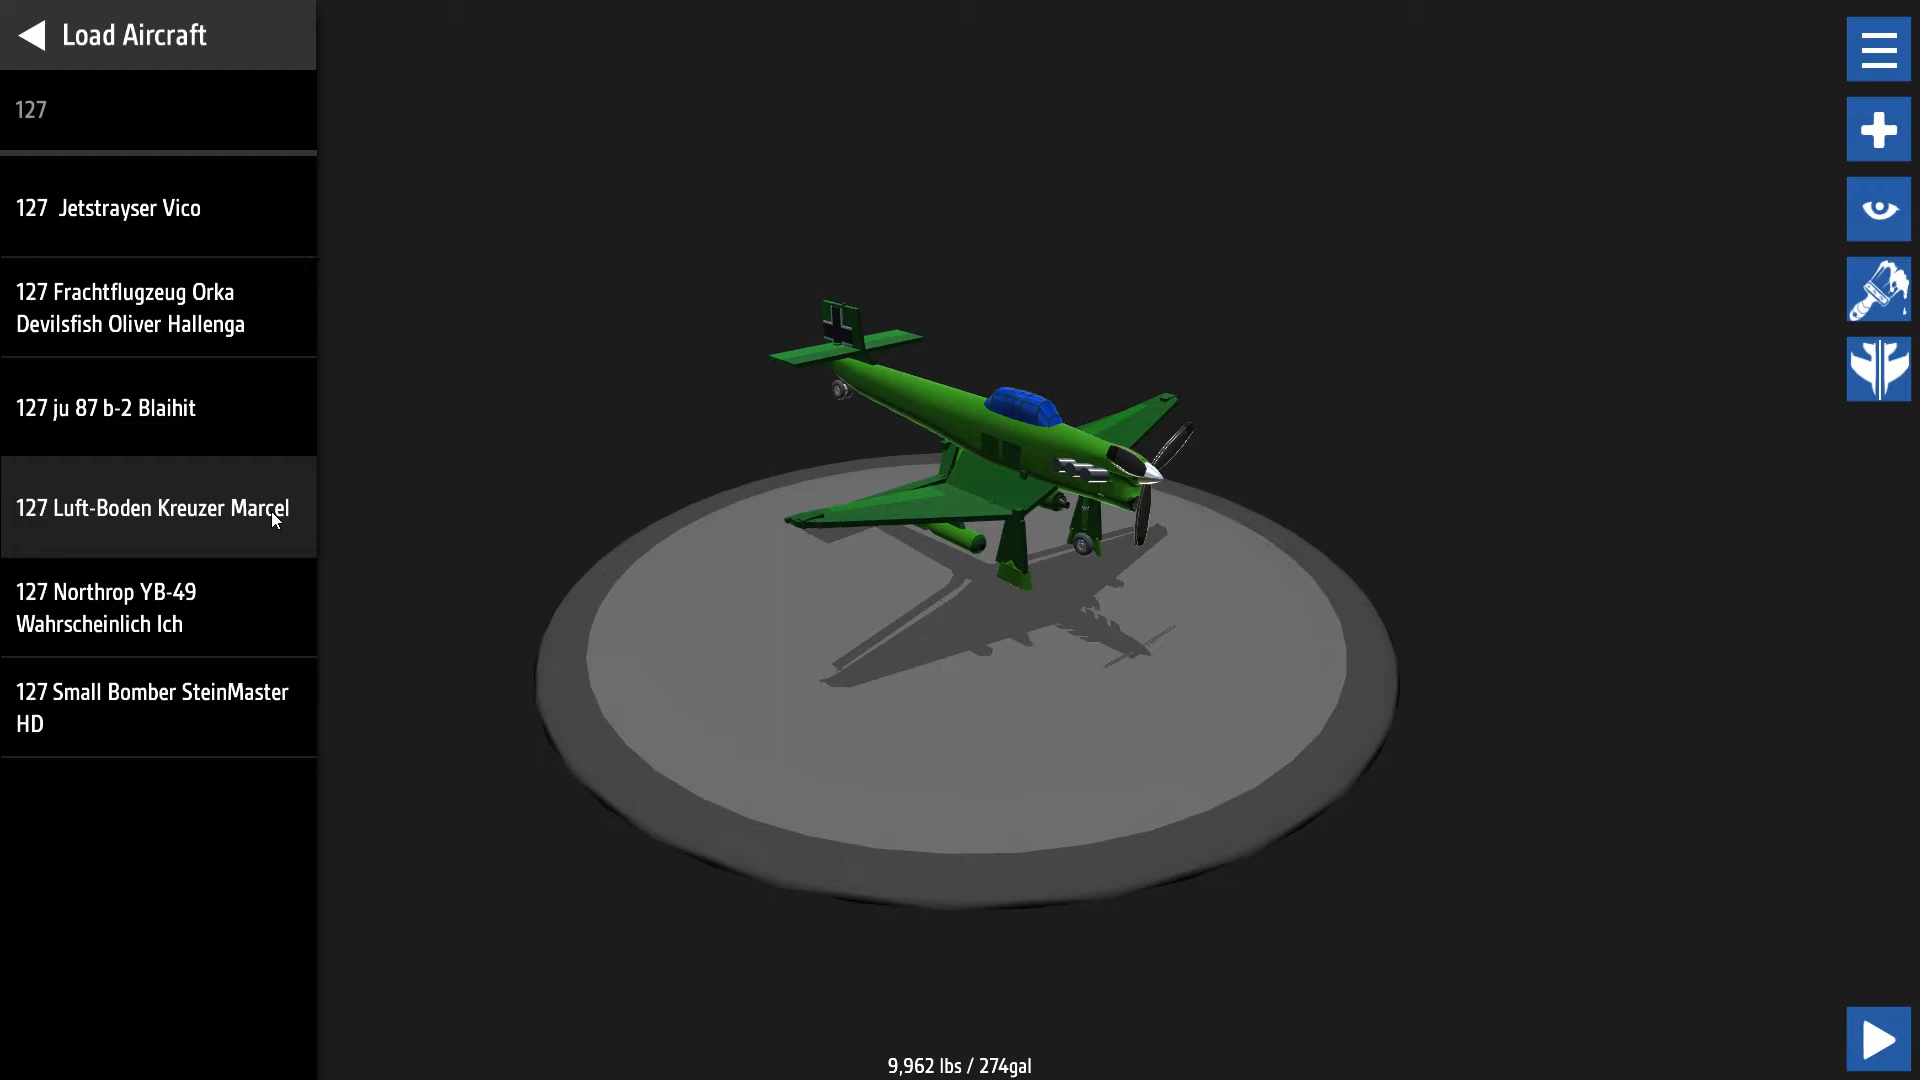 Load Aircraft
127
127  Jetstrayser Vico
127 Frachtflugzeug Orka
Devilsfish Oliver Hallenga
127 ju 87 b-2 Blaihit
127 Luft-Boden Kreuzer Marcel
127 Northrop YB-49
Wahrscheinlich Ich
127 Small Bomber SteinMaster
HD
9,962 lbs / 274gal